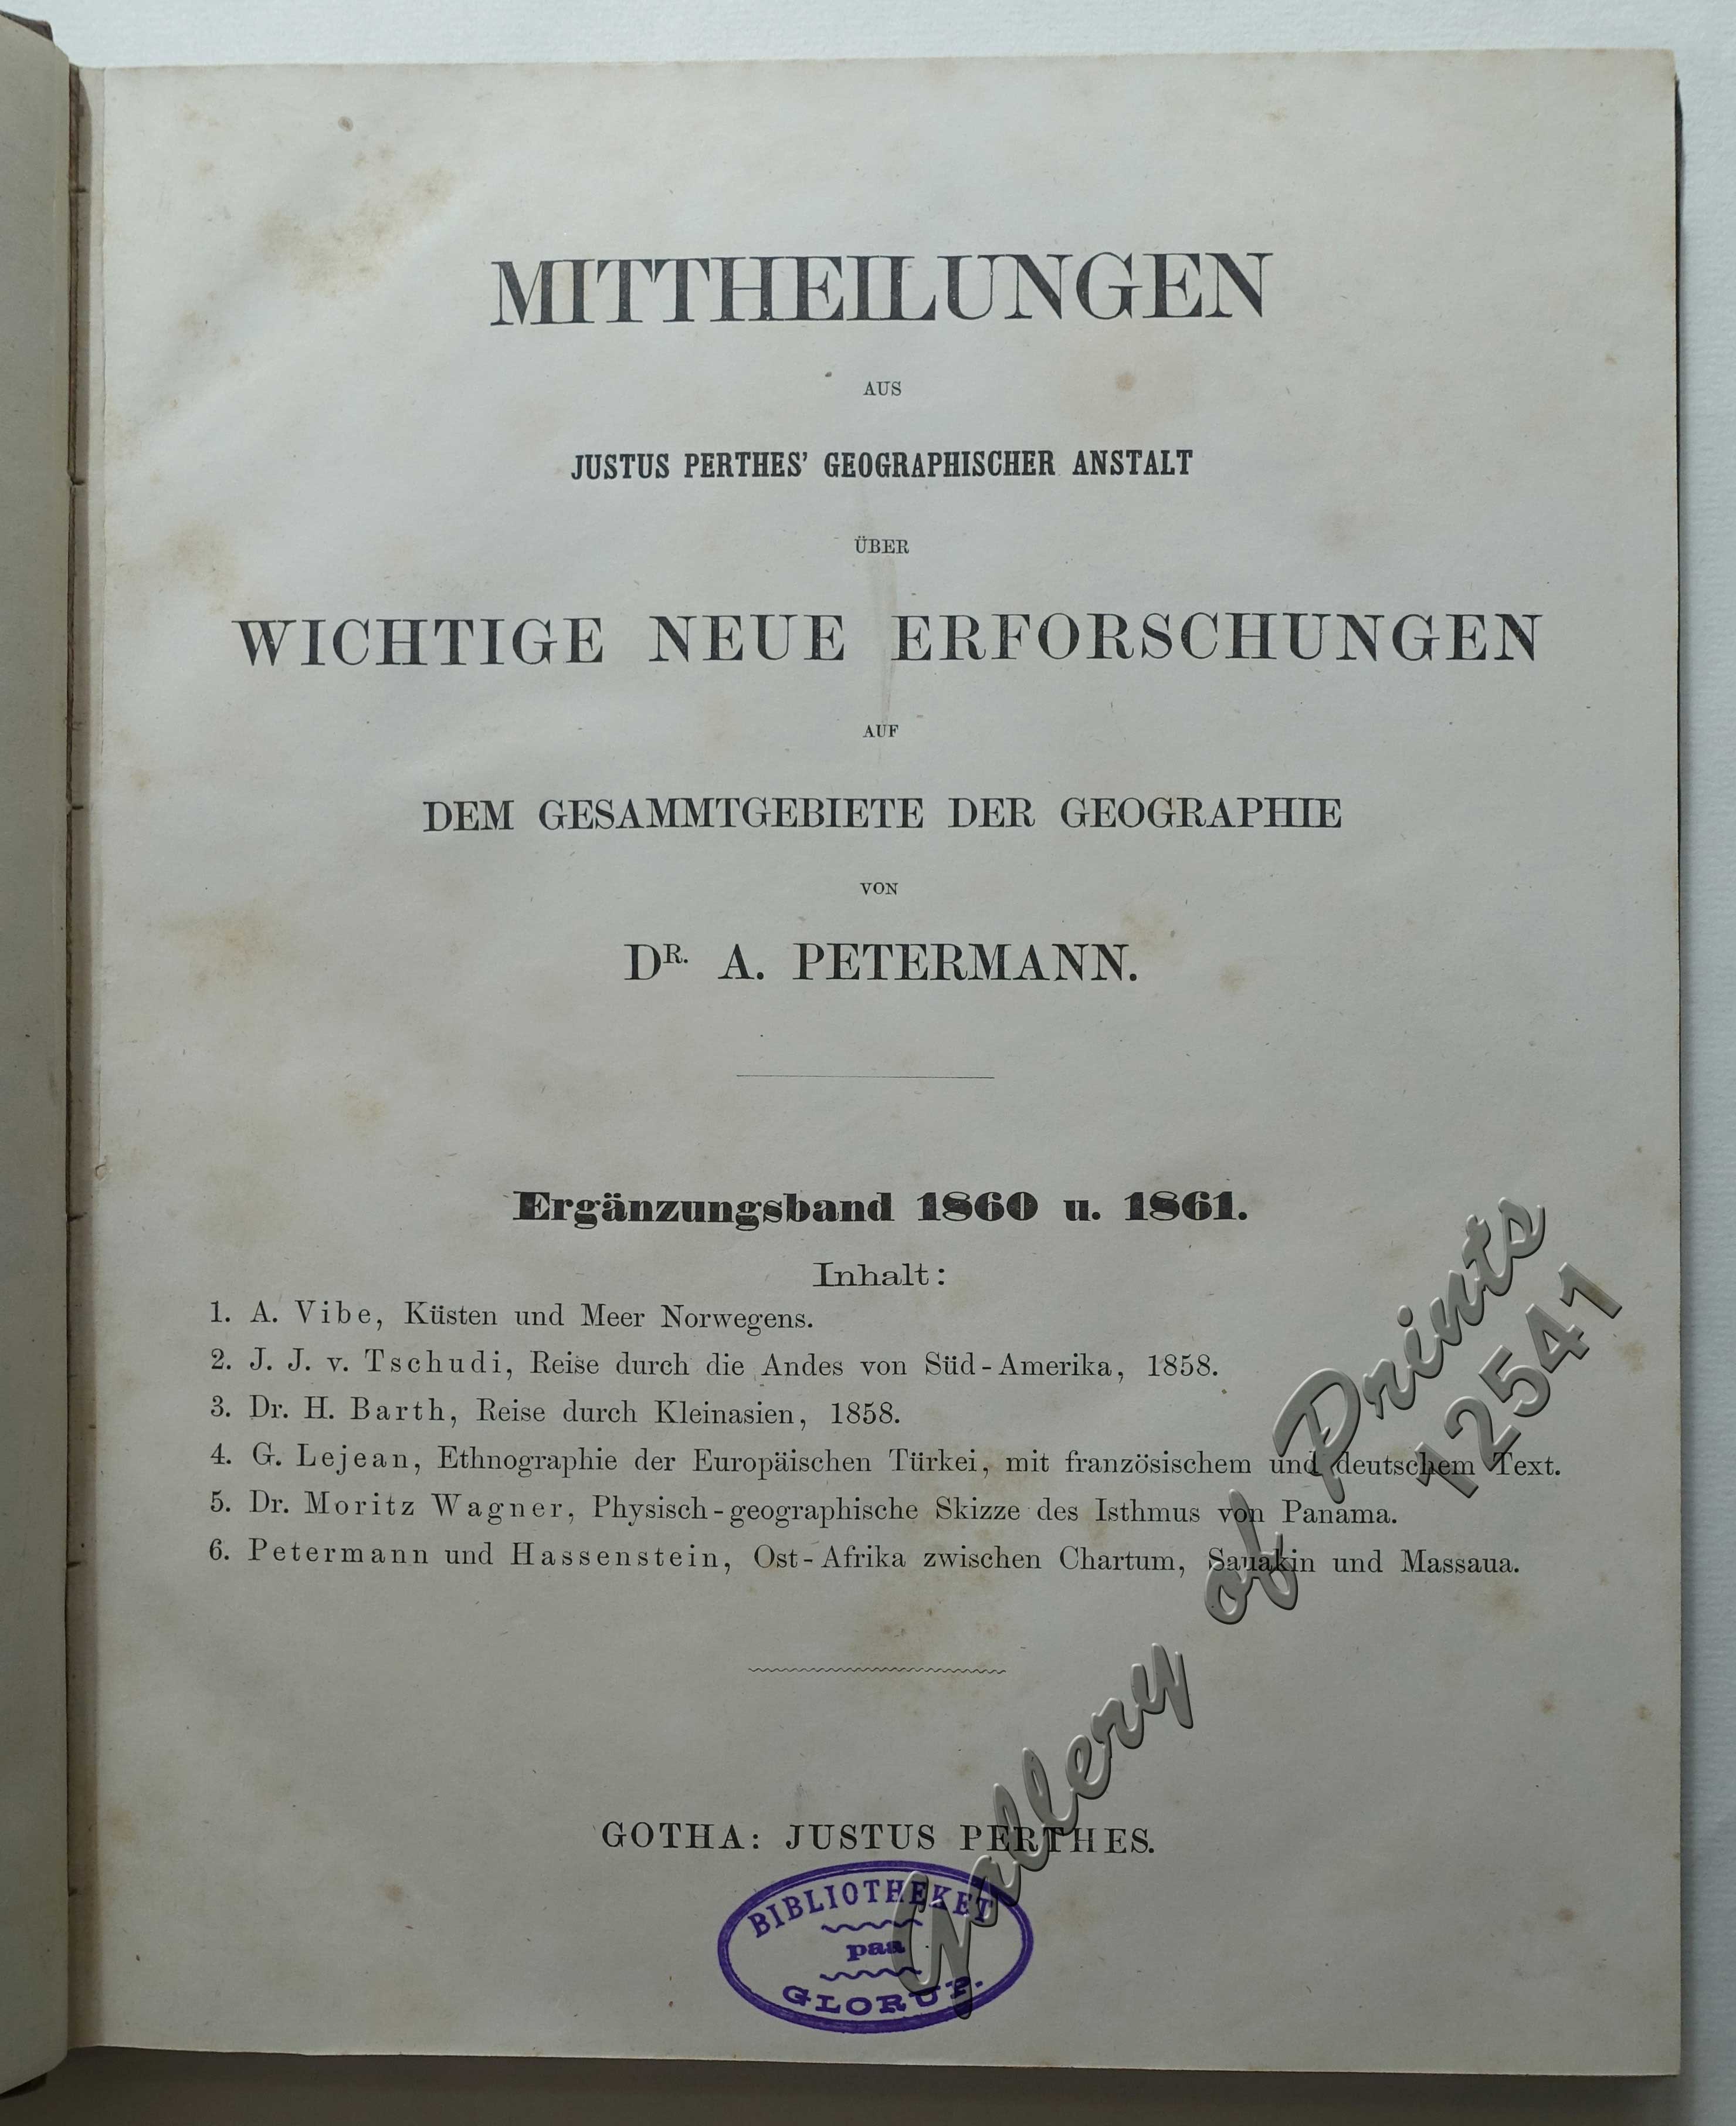 MITTHEILUNGEN
AUS
JUSTUS PERTHES' GEOGRAPHISCHER ANSTALT
ÜBER
WICHTIGE NEUE ERFORSCHUNGEN
AUF
DEM GESAMMTGEBIETE DER GEOGRAPHIE
VON
DR. A. PETERMANN.
Ergänzungsband 1860 u. 1861.
Inhalt:
1. A. Vibe, Küsten und Meer Norwegens.
2. J. J. v. Tschudi, Reise durch die Andes von Süd-Amerika, 1858.
3. Dr. H. Barth, Reise durch Kleinasien, 1858.
4. G. Lejean, Ethnographie der Europäischen Türkei, mit französischem und deutschem Text.
5. Dr. Moritz Wagner, Physisch-geographische Skizze des Isthmus von Panama.
6. Petermann und Hassenstein, Ost-Afrika zwischen Chartum, Sauakin und Massaua.
GOTHA: JUSTUS PERTHES.
BIBLIOTHEKET
paa
GLORUP.
Gallery of Prints
12541